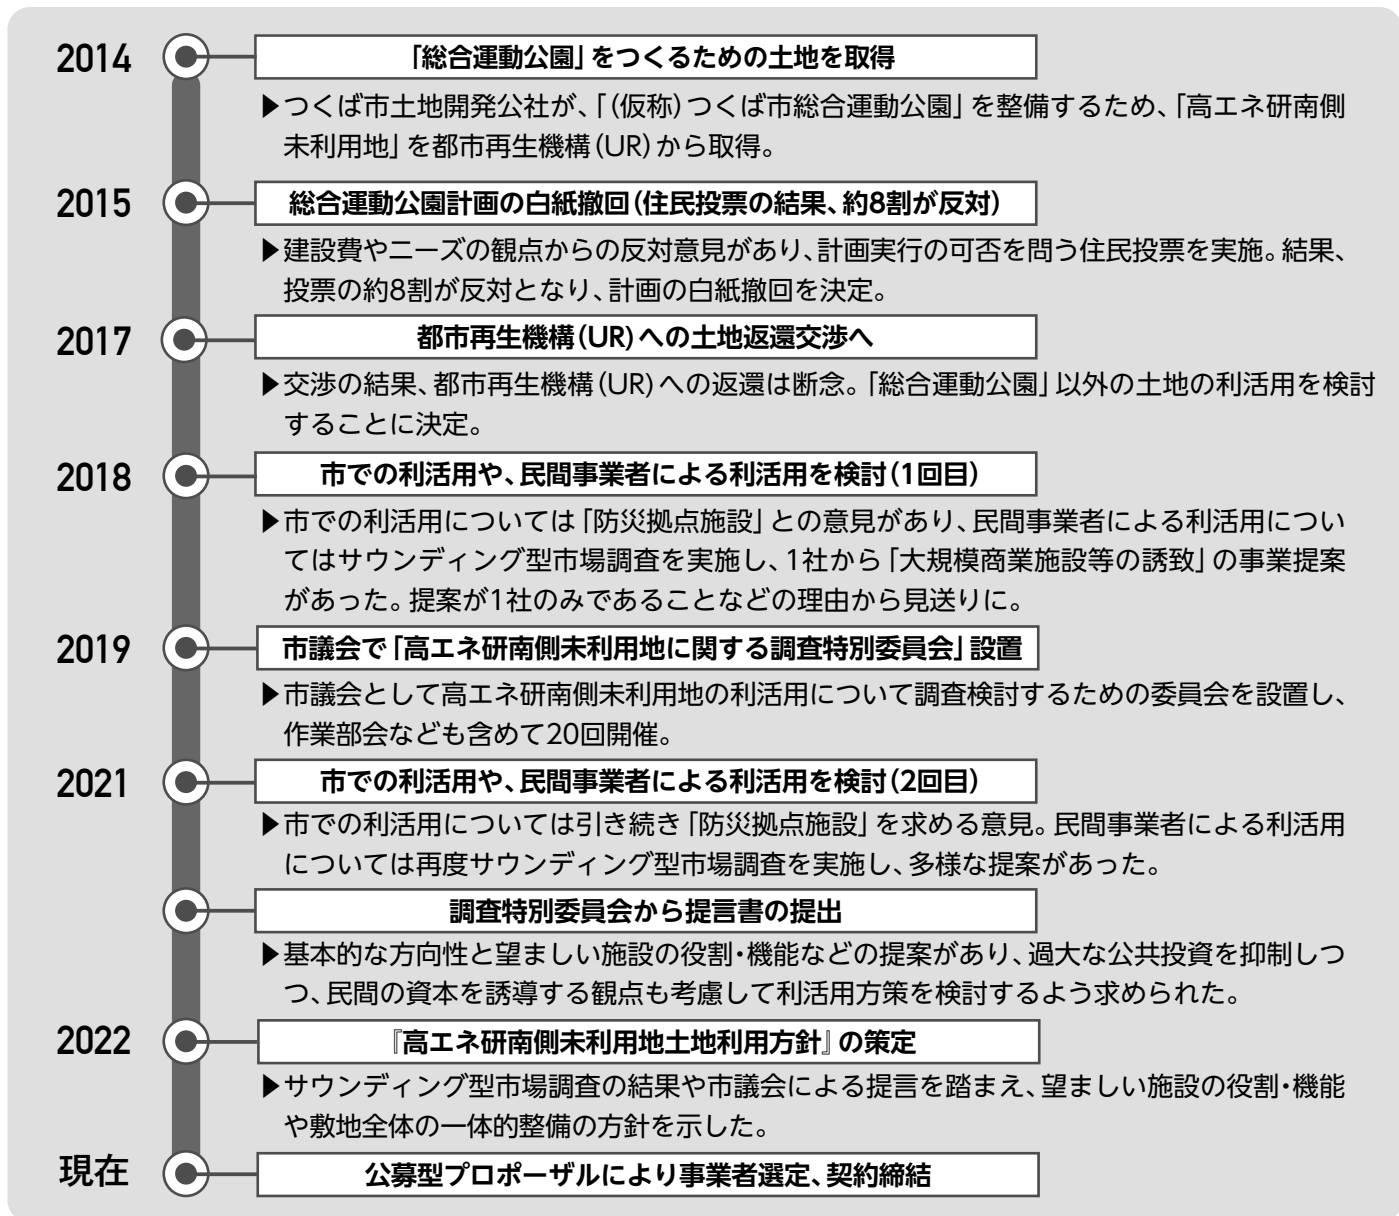 2014
「総合運動公園」をつくるための土地を取得
▶つくば市土地開発公社が、「(仮称)つくば市総合運動公園」を整備するため、「高エネ研南側
未利用地」を都市再生機構(UR)から取得。
2015
総合運動公園計画の白紙撤回(住民投票の結果、約8割が反対)
▶建設費やニーズの観点からの反対意見があり、計画実行の可否を問う住民投票を実施。結果、
投票の約8割が反対となり、計画の白紙撤回を決定。
2017
都市再生機構(UR)への土地返還交渉へ
▶交渉の結果、都市再生機構(UR)への返還は断念。「総合運動公園」以外の土地の利活用を検討
することに決定。
2018
市での利活用や、民間事業者による利活用を検討(1回目)
▶市での利活用については「防災拠点施設」との意見があり、民間事業者による利活用につい
てはサウンディング型市場調査を実施し、1社から「大規模商業施設等の誘致」の事業提案
があった。提案が1社のみであることなどの理由から見送りに。
2019
市議会で「高エネ研南側未利用地に関する調査特別委員会」設置
▶市議会として高エネ研南側未利用地の利活用について調査検討するための委員会を設置し、
作業部会なども含めて20回開催。
2021
市での利活用や、民間事業者による利活用を検討(2回目)
▶市での利活用については引き続き「防災拠点施設」を求める意見。民間事業者による利活用
については再度サウンディング型市場調査を実施し、多様な提案があった。
調査特別委員会から提言書の提出
▶基本的な方向性と望ましい施設の役割・機能などの提案があり、過大な公共投資を抑制しつ
つ、民間の資本を誘導する観点も考慮して利活用方策を検討するよう求められた。
2022
『高エネ研南側未利用地土地利用方針』の策定
▶サウンディング型市場調査の結果や市議会による提言を踏まえ、望ましい施設の役割・機能
や敷地全体の一体的整備の方針を示した。
現在
公募型プロポーザルにより事業者選定、契約締結